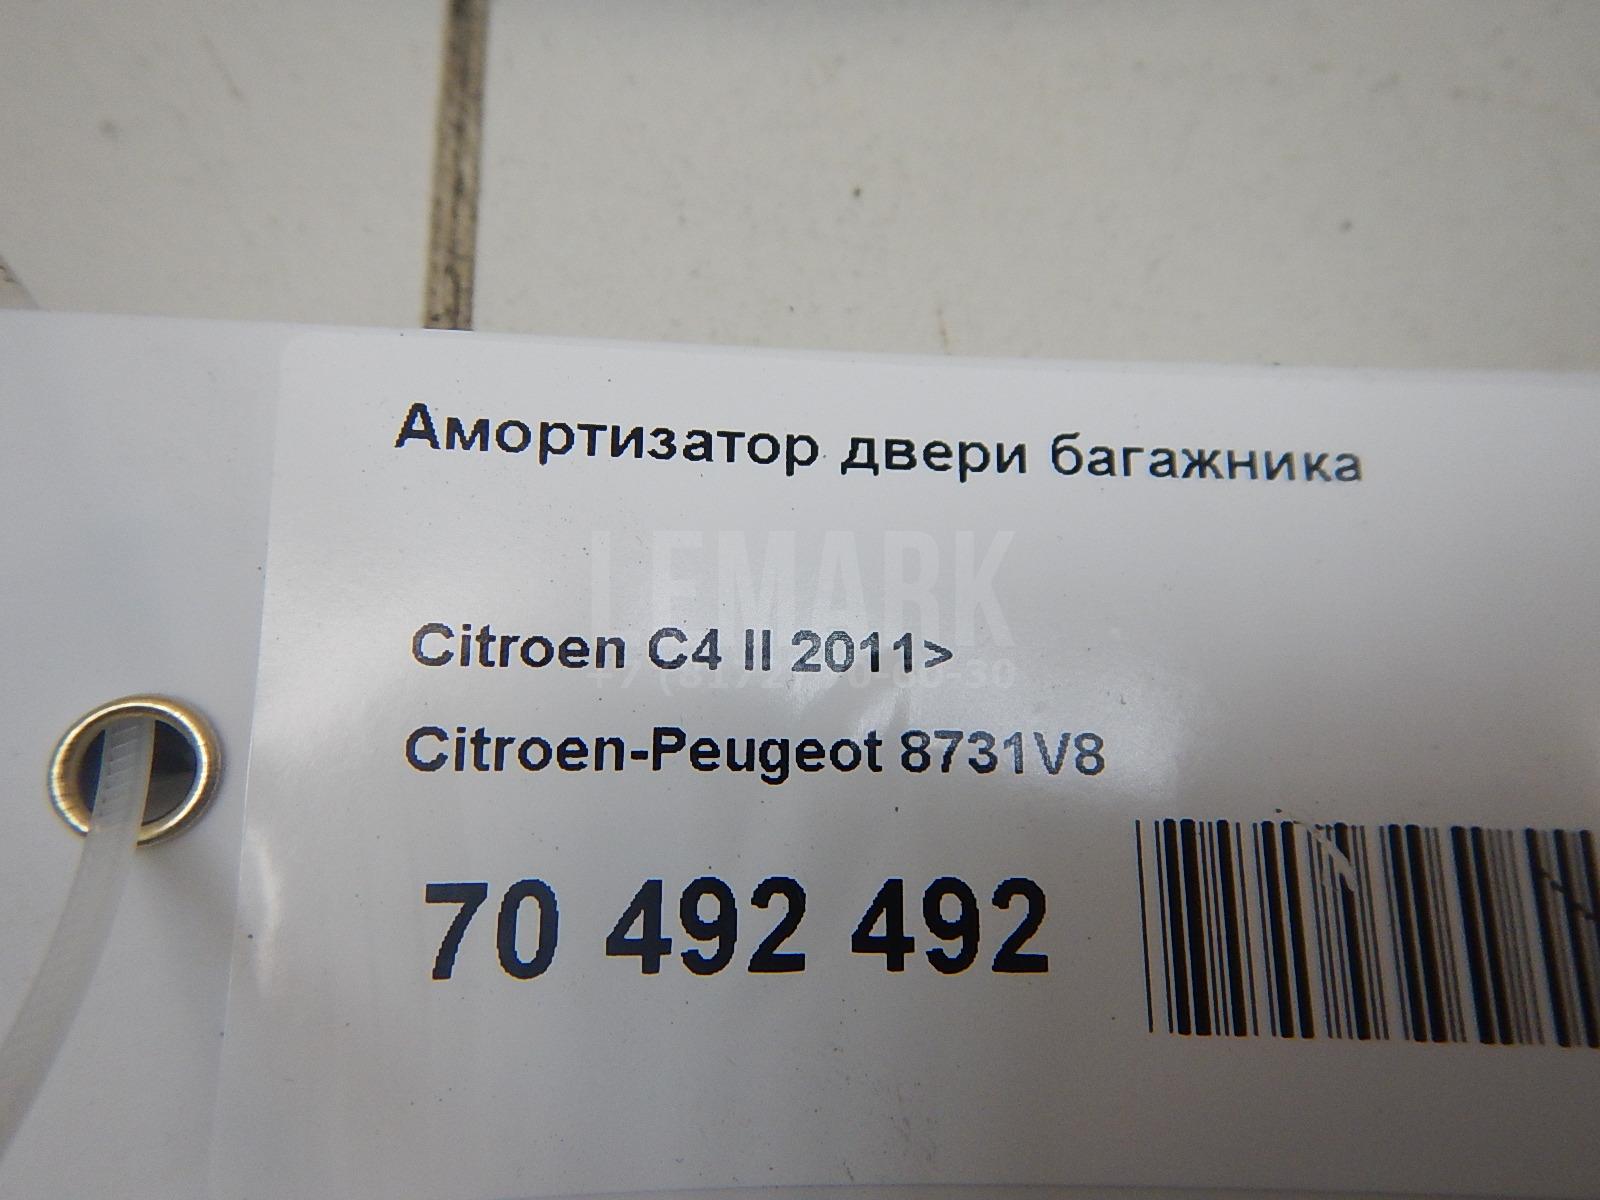 Амортизатор двери багажника
LEMARK
Citroen C4 II 2011>
Citroen-Peugeot 8731V8
70 492 492